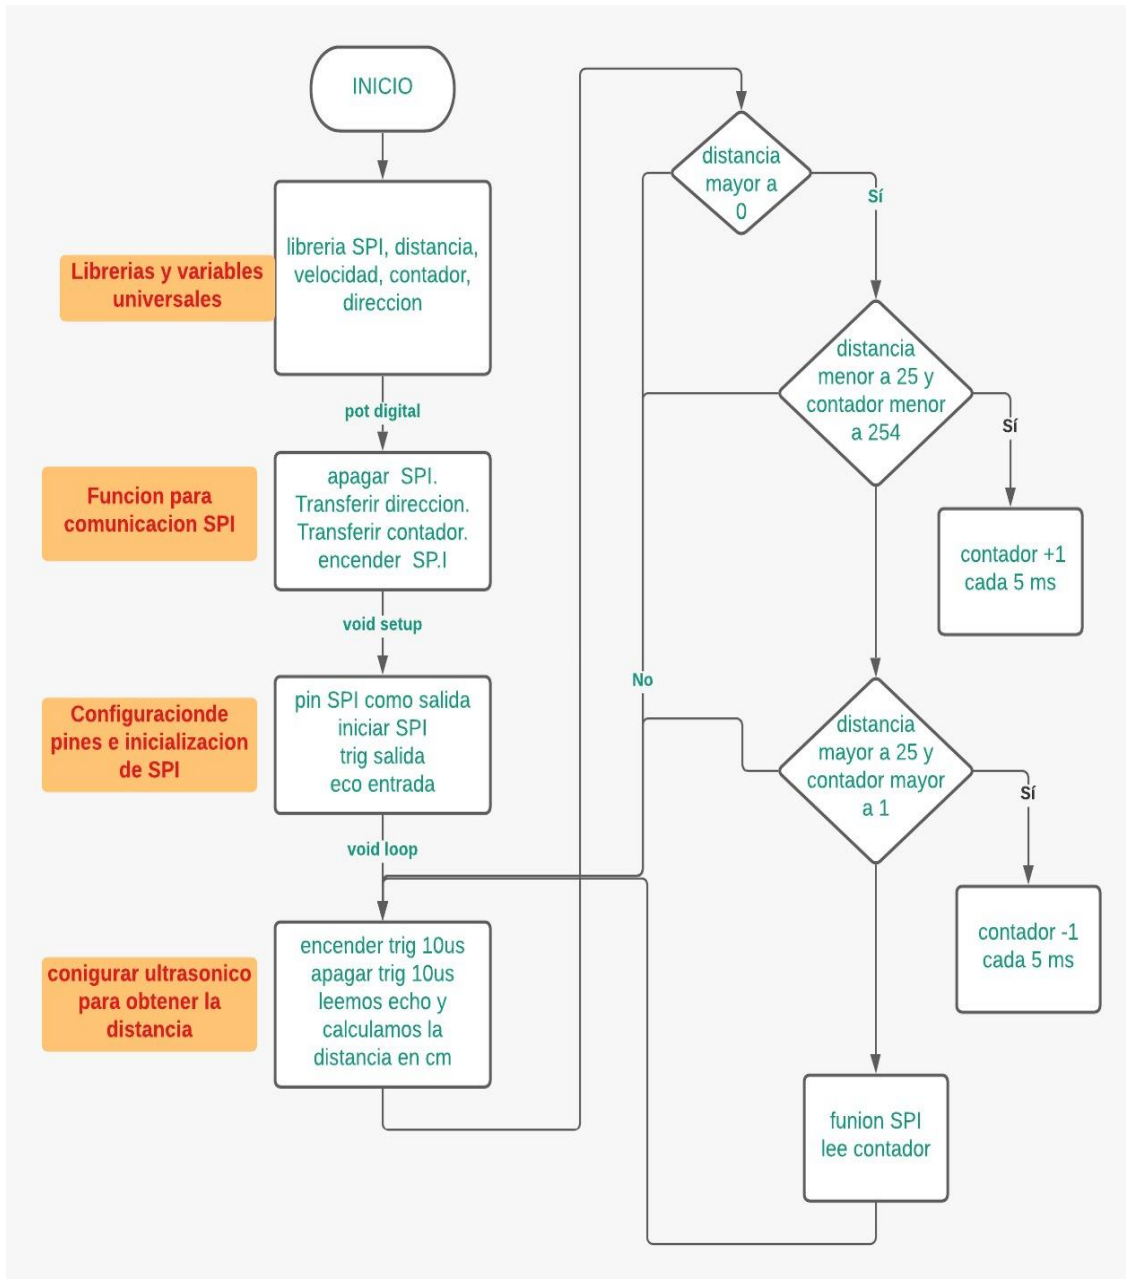 INICIO
Librerias y variables
universales
libreria SPI, distancia,
velocidad, contador,
direccion
pot digital
Funcion para
comunicacion SPI
apagar SPI.
Transferir direccion.
Transferir contador.
encender SP.I
void setup
Configuracionde
pines e inicializacion
de SPI
pin SPI como salida
iniciar SPI
trig salida
eco entrada
void loop
conigurar ultrasonico
para obtener la
distancia
encender trig 10us
apagar trig 10us
leemos echo y
calculamos la
distancia en cm
distancia
mayor a
0
Sí
distancia
menor a 25 y
contador menor
a 254
Sí
contador +1
cada 5 ms
No
distancia
mayor a 25 y
contador mayor
a 1
Sí
contador -1
cada 5 ms
funion SPI
lee contador